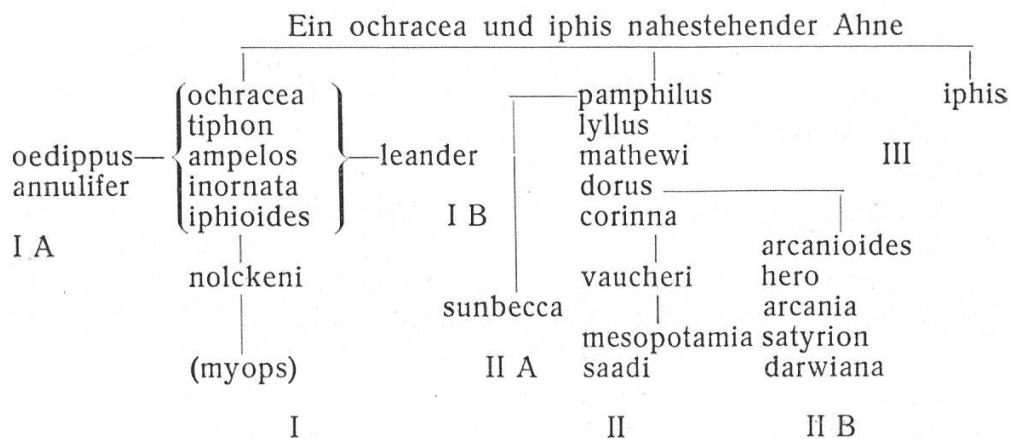 Ein ochracea und iphis nahestehender Ahne
ochracea pamphilus iphis
tiphon lyllus
oedippus ampelos leander mathewi III
annulifer inornata dorus
iphioides I B corinna
I A arcanioides
nolckeni vaucheri hero
sunbecca arcania
mesopotamia satyrion
(myops) II A saadi darwiana
I II II B